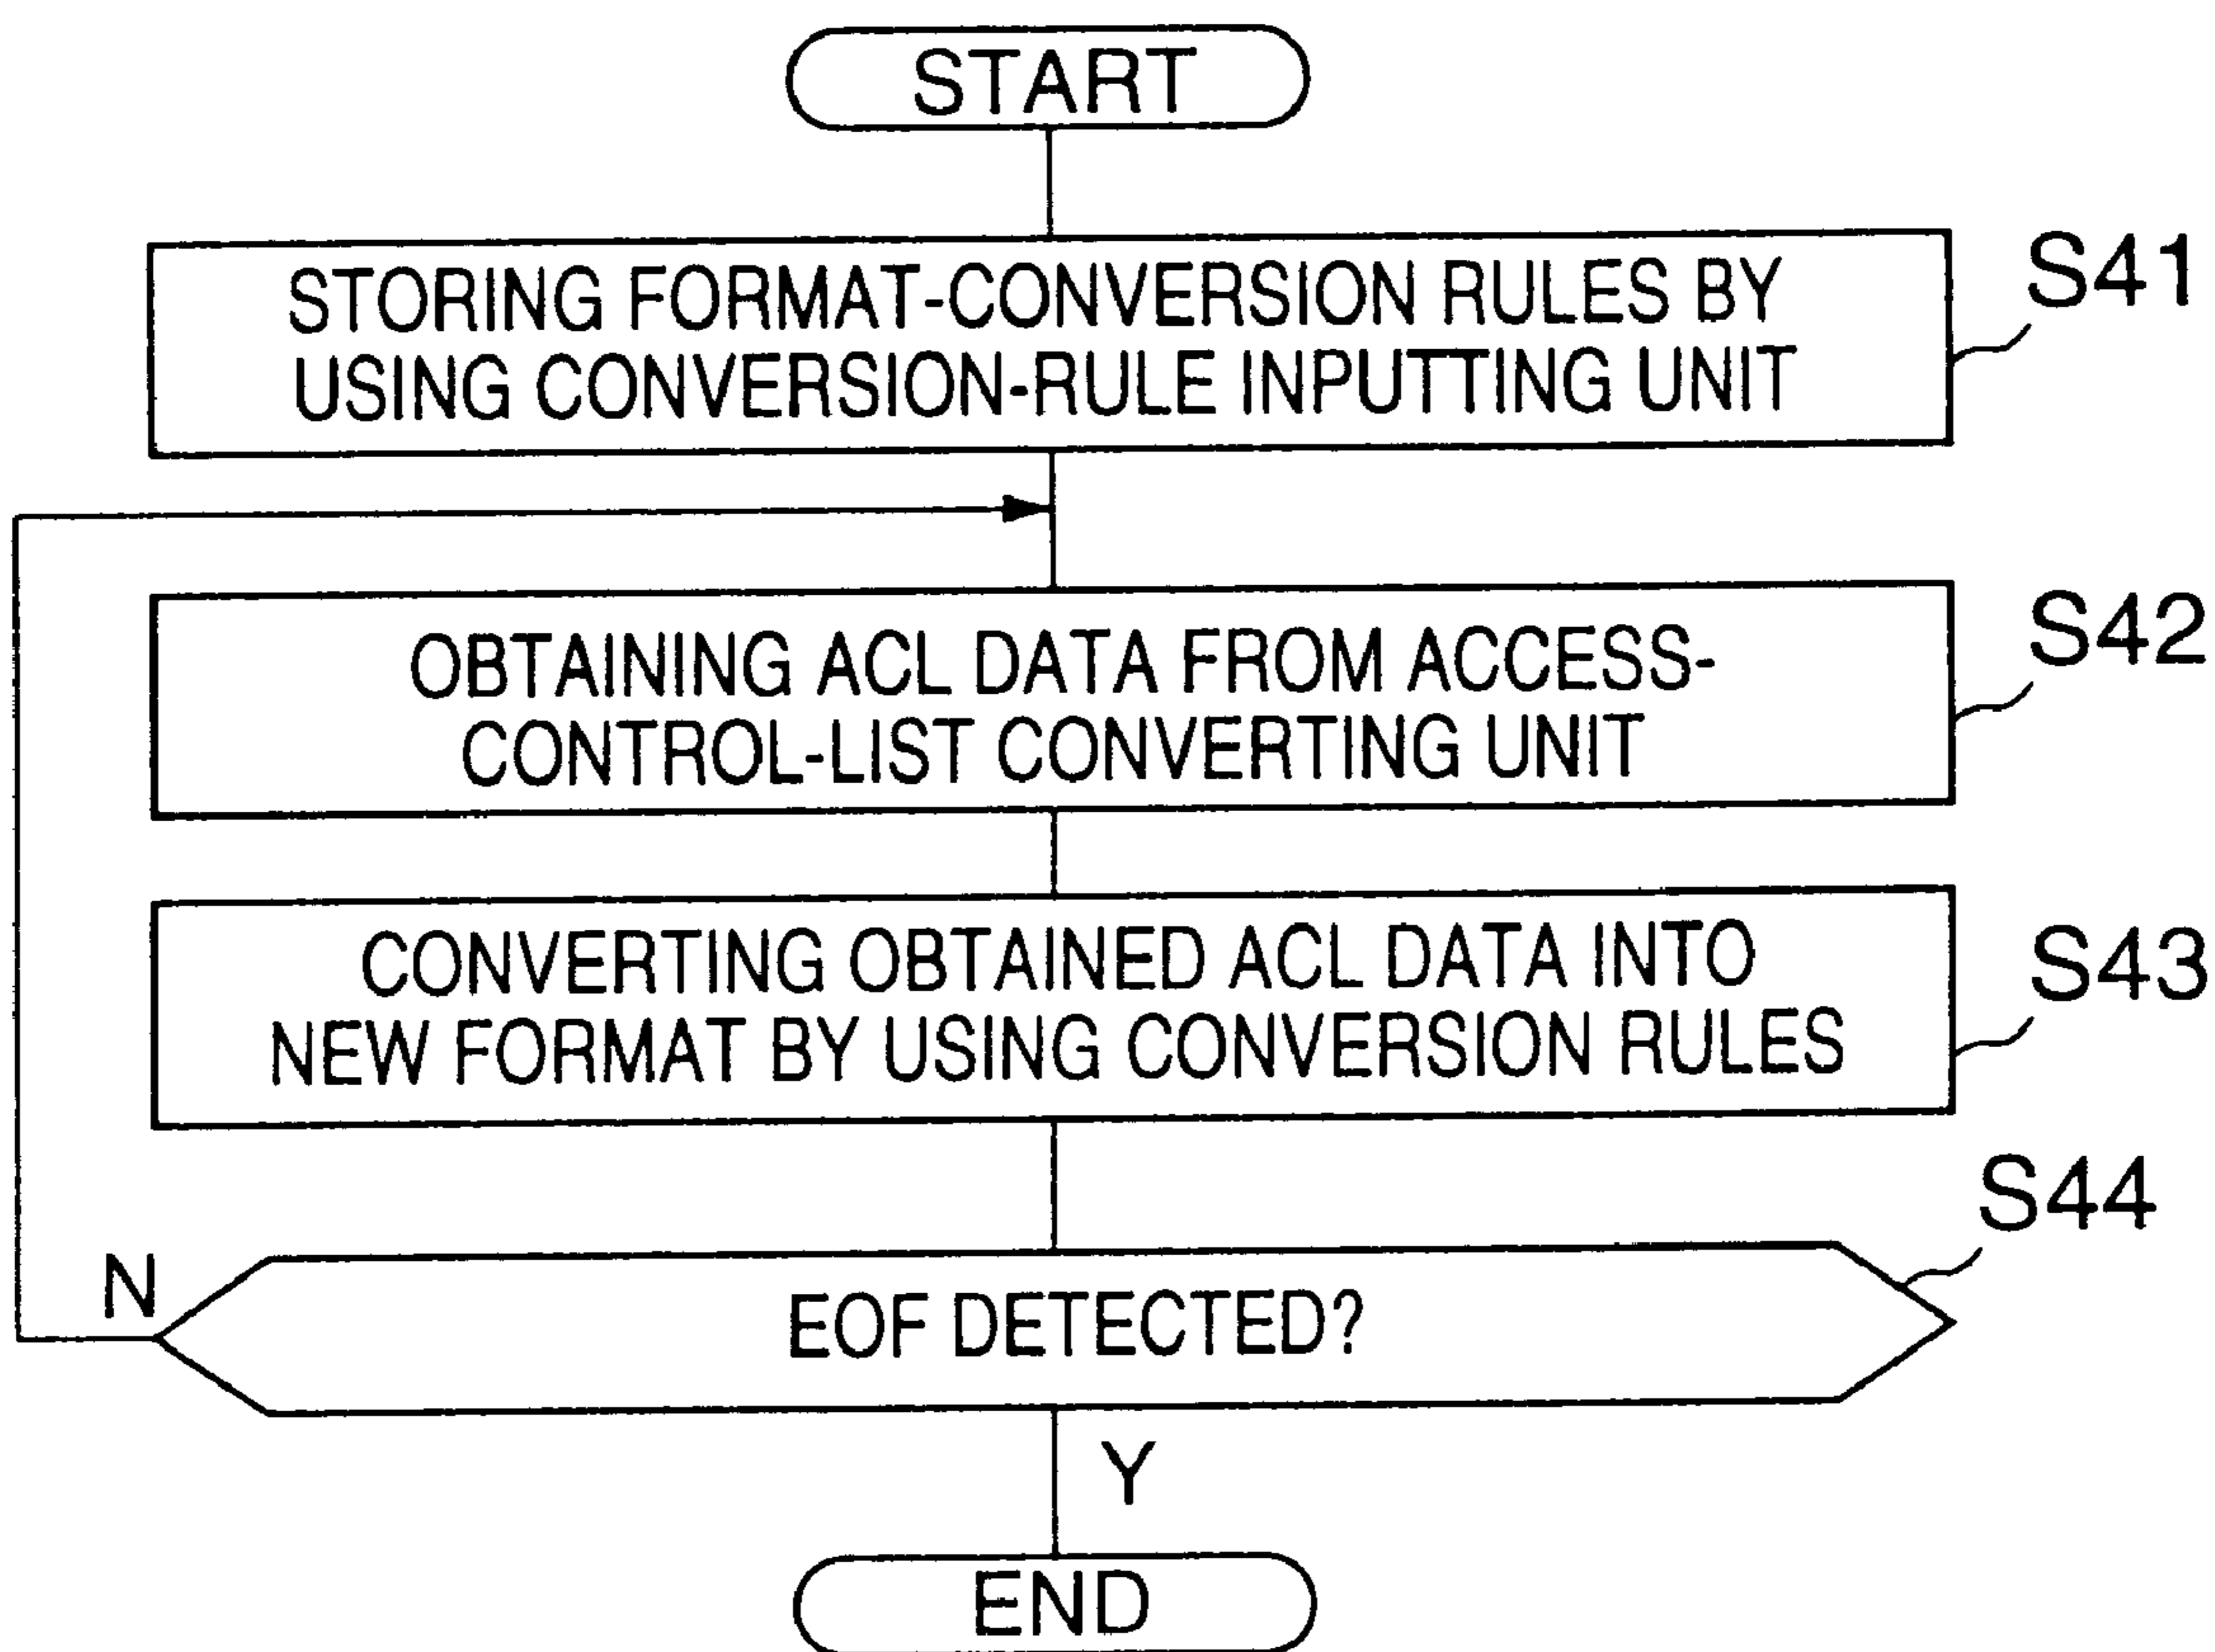 START
STORING FORMAT-CONVERSION RULES BY
USING CONVERSION-RULE INPUTTING UNIT
S41
OBTAINING ACL DATA FROM ACCESS-
CONTROL-LIST CONVERTING UNIT
S42
CONVERTING OBTAINED ACL DATA INTO
NEW FORMAT BY USING CONVERSION RULES
S43
S44
N
EOF DETECTED?
Y
END